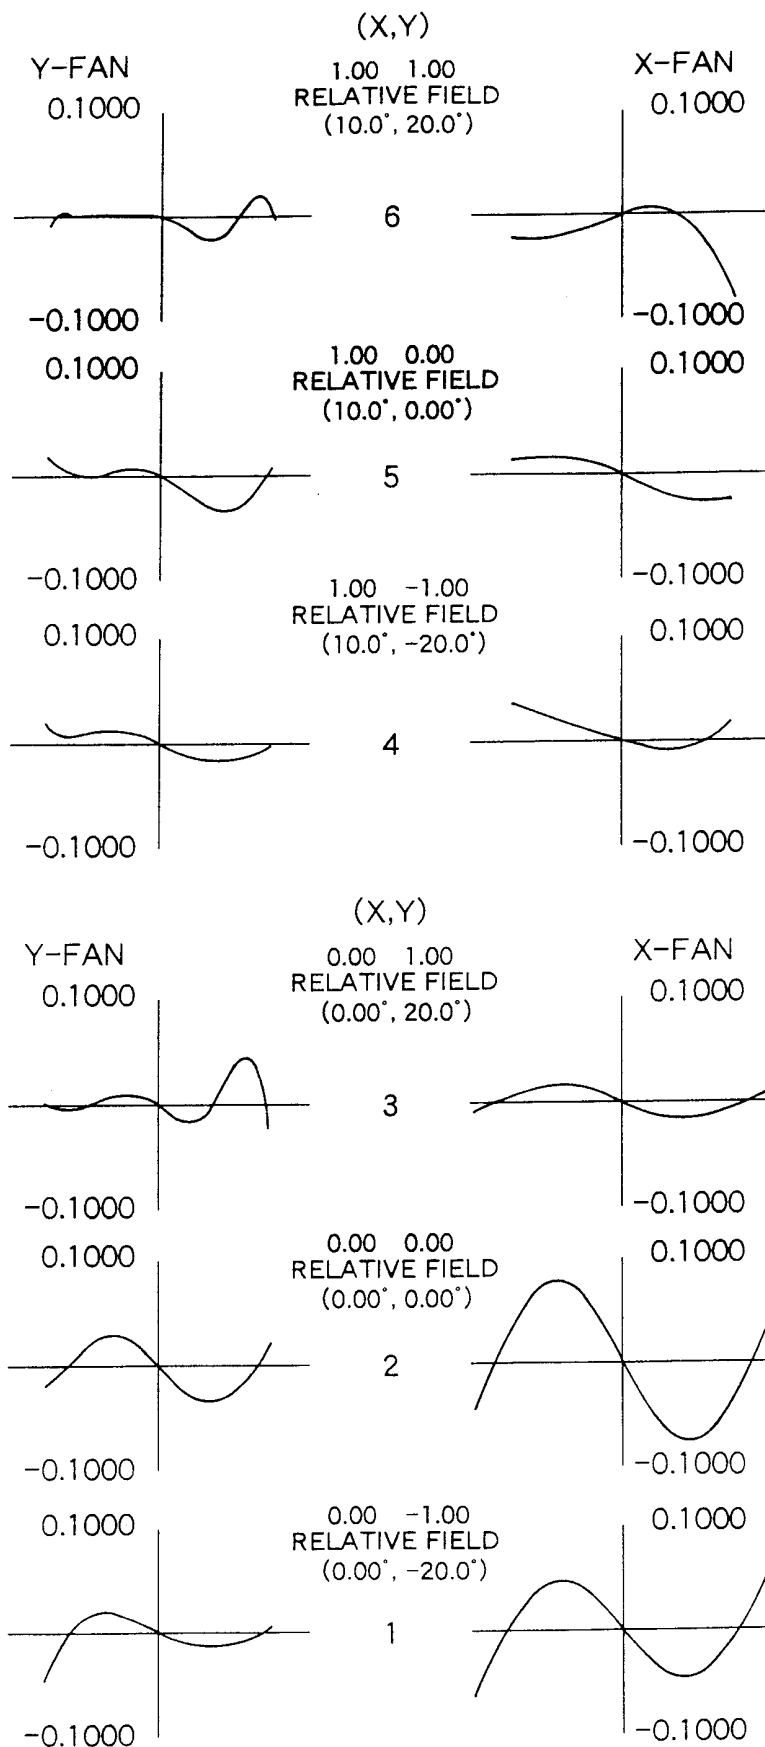 (X,Y)
Y-FAN 1.00 1.00 X-FAN
0.1000 RELATIVE FIELD 0.1000
(10.0°, 20.0°)
6
-0.1000 -0.1000
1.00 0.00
0.1000 RELATIVE FIELD 0.1000
(10.0°, 0.00°)
5
-0.1000 -0.1000
1.00 -1.00
RELATIVE FIELD
0.1000 (10.0°, -20.0°) 0.1000
4
-0.1000 -0.1000
(X,Y)
Y-FAN 0.00 1.00 X-FAN
RELATIVE FIELD
0.1000 (0.00°, 20.0°) 0.1000
3
-0.1000 -0.1000
0.00 0.00
0.1000 RELATIVE FIELD 0.1000
(0.00°, 0.00°)
2
-0.1000 -0.1000
0.00 -1.00
0.1000 RELATIVE FIELD 0.1000
(0.00°, -20.0°)
1
-0.1000 -0.1000